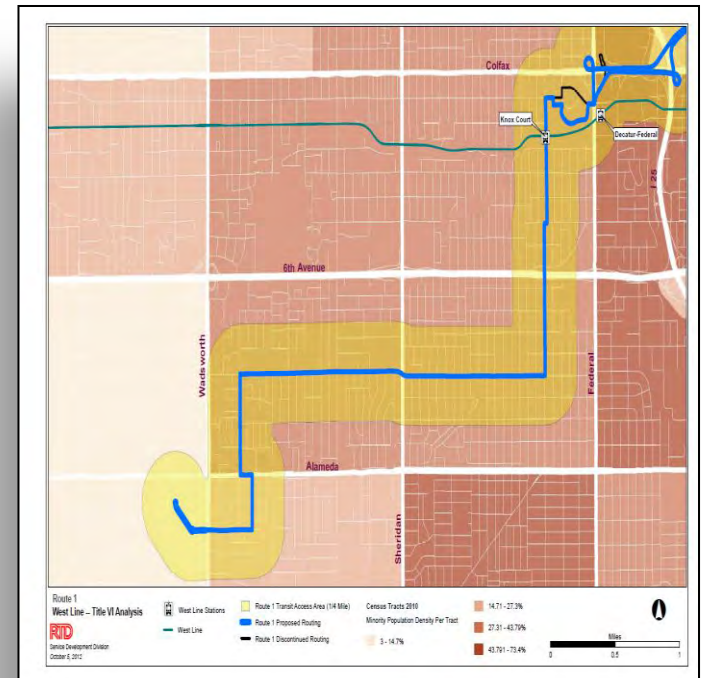 Colfax
Knox Court
Decatur-Federal
I 25
6th Avenue
Wadsworth
Federal
Alameda
Sheridan
Route 1
West Line – Title VI Analysis
RTD
Service Development Division
October 5, 2012
West Line Stations
West Line
Route 1 Transit Access Area (1/4 Mile)
Route 1 Proposed Routing
Route 1 Discontinued Routing
Census Tracts 2010
Minority Population Density Per Tract
3 - 14.7%
14.71 - 27.3%
27.31 - 43.79%
43.791 - 73.4%
Miles
0 0.5 1